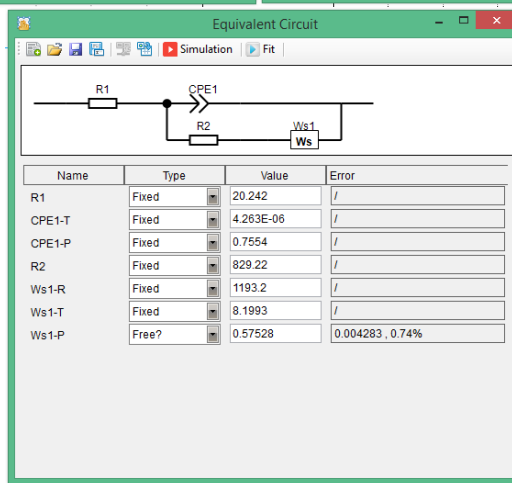 Equivalent Circuit
Simulation Fit
R1 CPE1
R2 Ws1
Ws
Name Type Value Error
R1 Fixed 20.242 /
CPE1-T Fixed 4.263E-06 /
CPE1-P Fixed 0.7554 /
R2 Fixed 829.22 /
Ws1-R Fixed 1193.2 /
Ws1-T Fixed 8.1993 /
Ws1-P Free? 0.57528 0.004283 , 0.74%